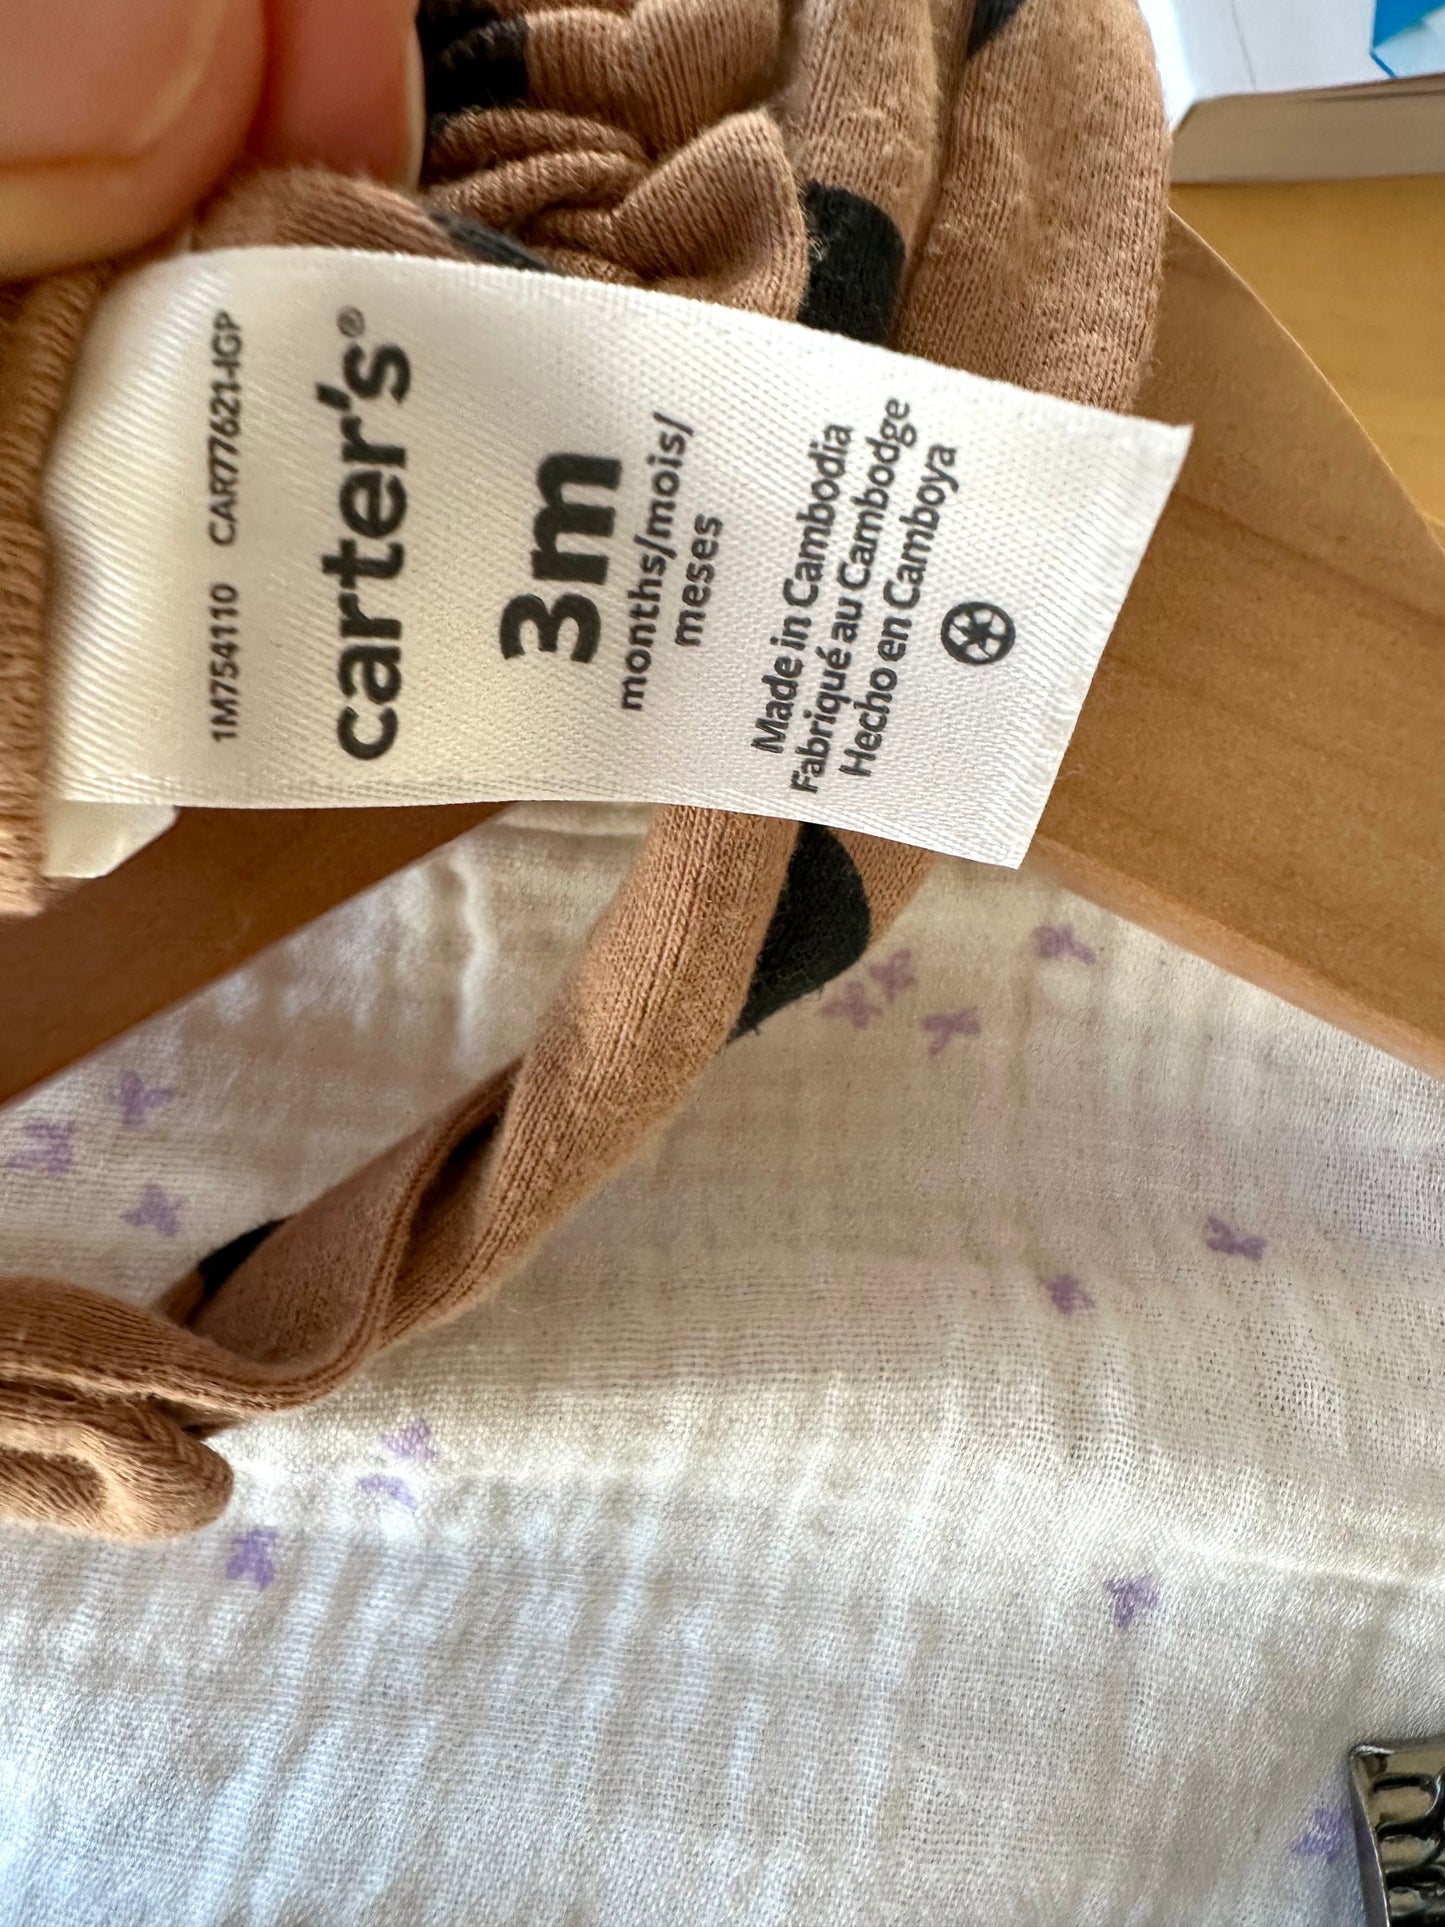 1M754110 CAR77621-IGP
carter's®
3m
months/mois/
meses
Made in Cambodia
Fabriqué au Cambodge
Hecho en Camboya